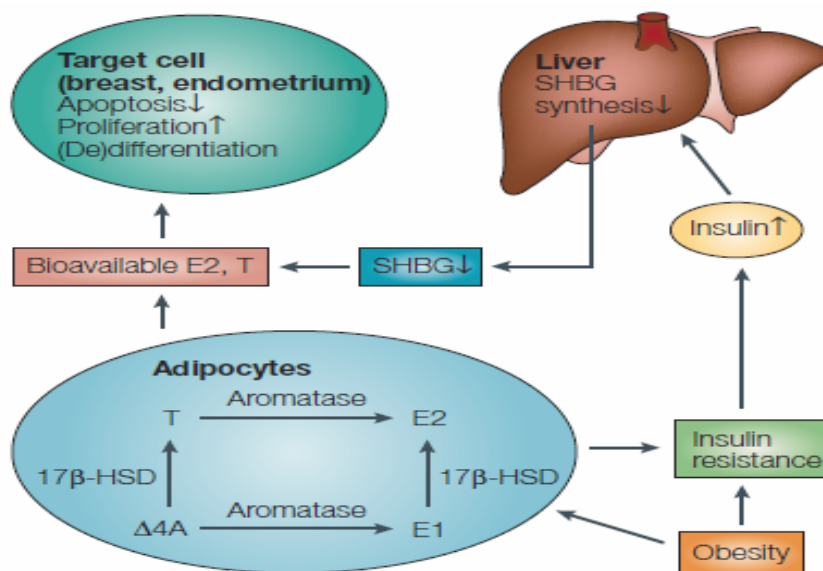 Target cell
(breast, endometrium)
Apoptosis↓
Proliferation↑
(De)differentiation
Liver
SHBG
synthesis↓
Insulin↑
Bioavailable E2, T
SHBG↓
Adipocytes
T
Aromatase
E2
17β-HSD
17β-HSD
Δ4A
Aromatase
E1
Insulin
resistance
Obesity